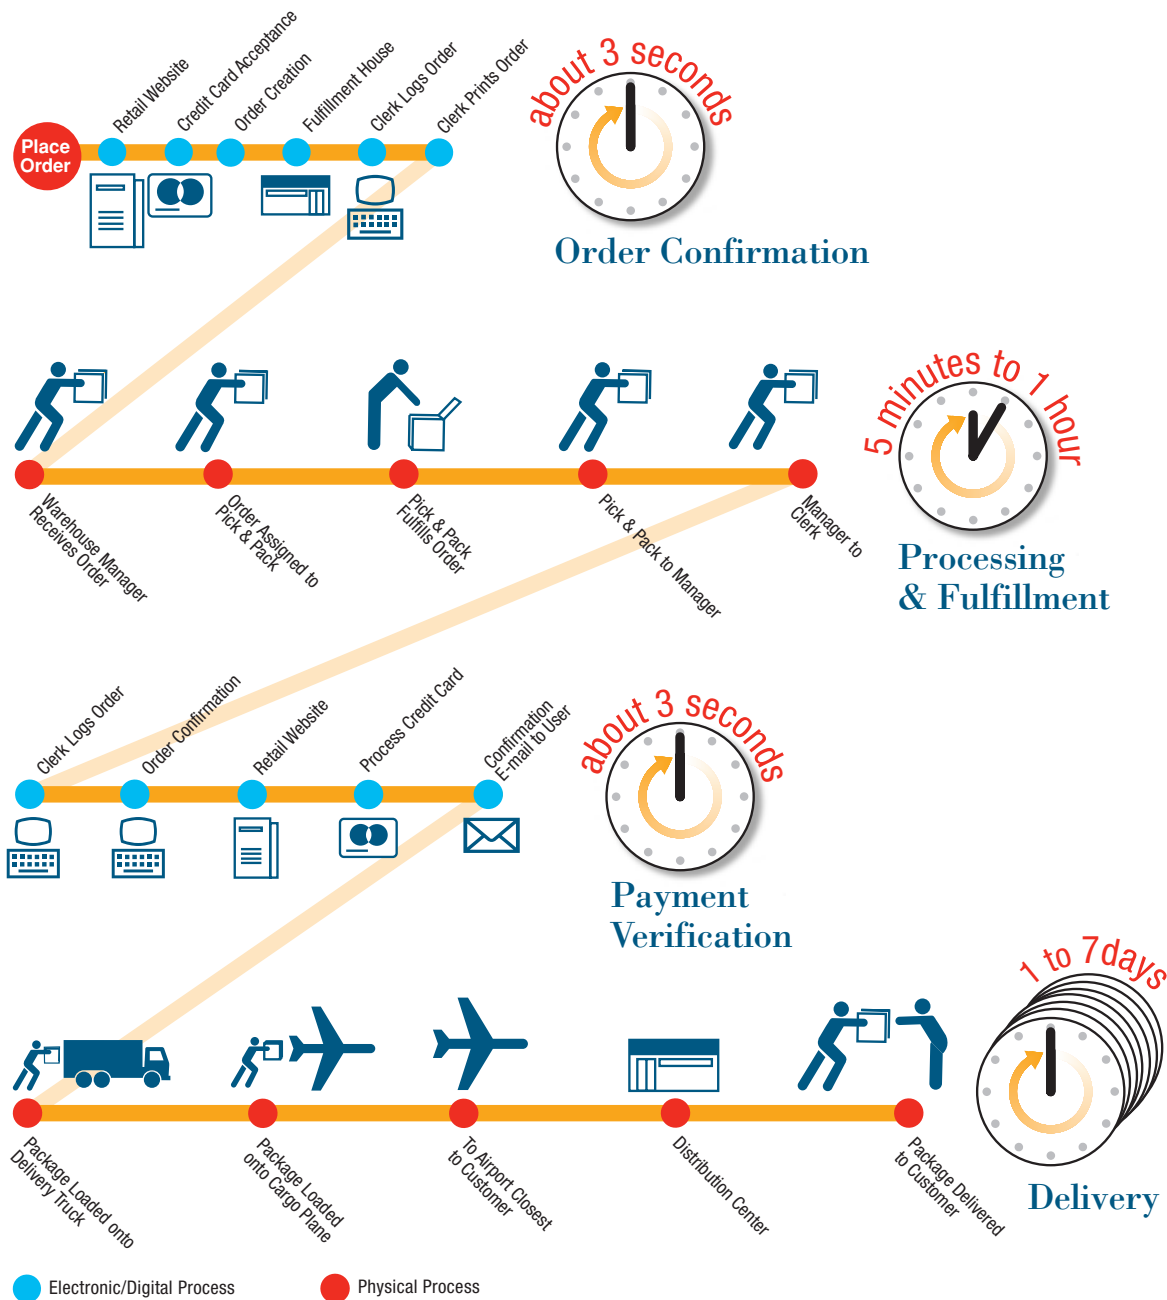 Place
Order
Retail Website
Credit Card Acceptance
Order Creation
Fulfillment House
Clerk Logs Order
Clerk Prints Order
about 3 seconds
Order Confirmation
Warehouse Manager
Receives Order
Order Assigned to
Pick & Pack
Pick & Pack
Fulfills Order
Pick & Pack to Manager
Manager to
Clerk
5 minutes to 1 hour
Processing
& Fulfillment
Clerk Logs Order
Order Confirmation
Retail Website
Process Credit Card
Confirmation
E-mail to User
about 3 seconds
Payment
Verification
Package Loaded onto
Delivery Truck
Package Loaded
onto Cargo Plane
To Airport Closest
to Customer
Distribution Center
Package Delivered
to Customer
1 to 7days
Delivery
Electronic/Digital Process
Physical Process